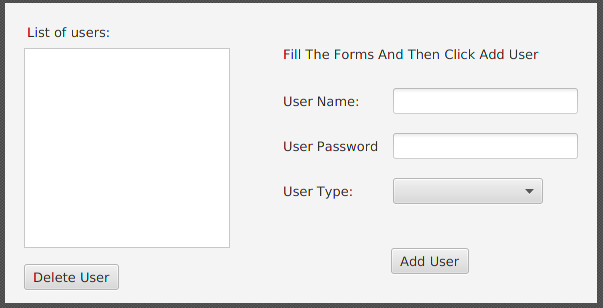 List of users:
Fill The Forms And Then Click Add User
User Name:
User Password
User Type:
Add User
Delete User